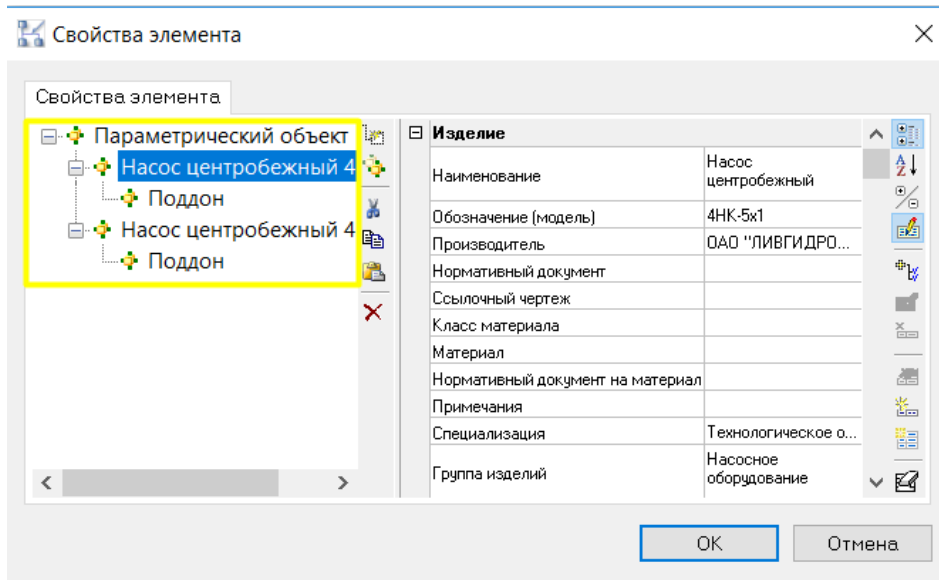 Свойства элемента
Свойства элемента
Параметрический объект
Насос центробежный 4
Поддон
Насос центробежный 4
Поддон
Изделие
Наименование Насос центробежный
Обозначение (модель) 4НК-5х1
Производитель ОАО "ЛИВГИДРО...
Нормативный документ
Ссылочный чертеж
Класс материала
Материал
Нормативный документ на материал
Примечания
Специализация Технологическое о...
Группа изделий Насосное оборудование
OK Отмена